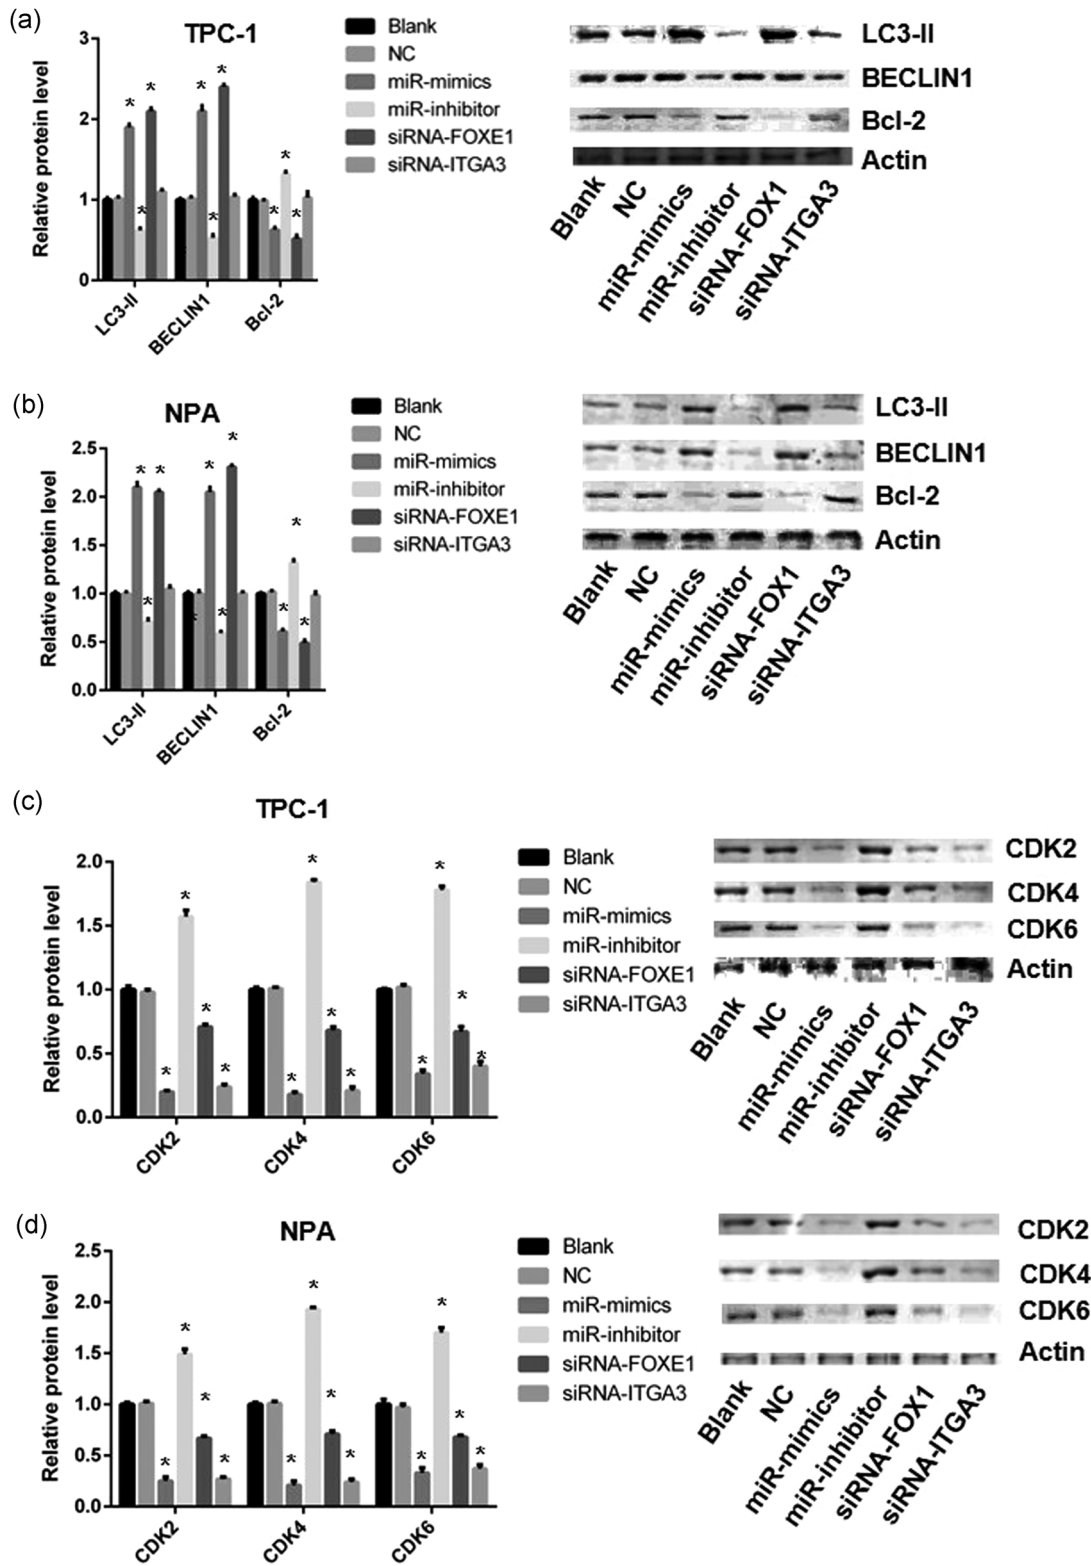 (a)
TPC-1
Relative protein level
3
2
1
0
* * * * * * * * * *
LC3-II
BECLIN1
Bcl-2
Blank
NC
miR-mimics
miR-inhibitor
siRNA-FOXE1
siRNA-ITGA3
LC3-II
BECLIN1
Bcl-2
Actin
Blank
NC
miR-mimics
miR-inhibitor
siRNA-FOX1
siRNA-ITGA3
(b)
NPA
Relative protein level
2.5
2.0
1.5
1.0
0.5
0.0
* * * * * * * * * *
LC3-II
BECLIN1
Bcl-2
Blank
NC
miR-mimics
miR-inhibitor
siRNA-FOXE1
siRNA-ITGA3
LC3-II
BECLIN1
Bcl-2
Actin
Blank
NC
miR-mimics
miR-inhibitor
siRNA-FOX1
siRNA-ITGA3
(c)
TPC-1
Relative protein level
2.0
1.5
1.0
0.5
0.0
* * * * * * * * * * * *
CDK2
CDK4
CDK6
Blank
NC
miR-mimics
miR-inhibitor
siRNA-FOXE1
siRNA-ITGA3
CDK2
CDK4
CDK6
Actin
Blank
NC
miR-mimics
miR-inhibitor
siRNA-FOX1
siRNA-ITGA3
(d)
NPA
Relative protein level
2.5
2.0
1.5
1.0
0.5
0.0
* * * * * * * * * * * *
CDK2
CDK4
CDK6
Blank
NC
miR-mimics
miR-inhibitor
siRNA-FOXE1
siRNA-ITGA3
CDK2
CDK4
CDK6
Actin
Blank
NC
miR-mimics
miR-inhibitor
siRNA-FOX1
siRNA-ITGA3